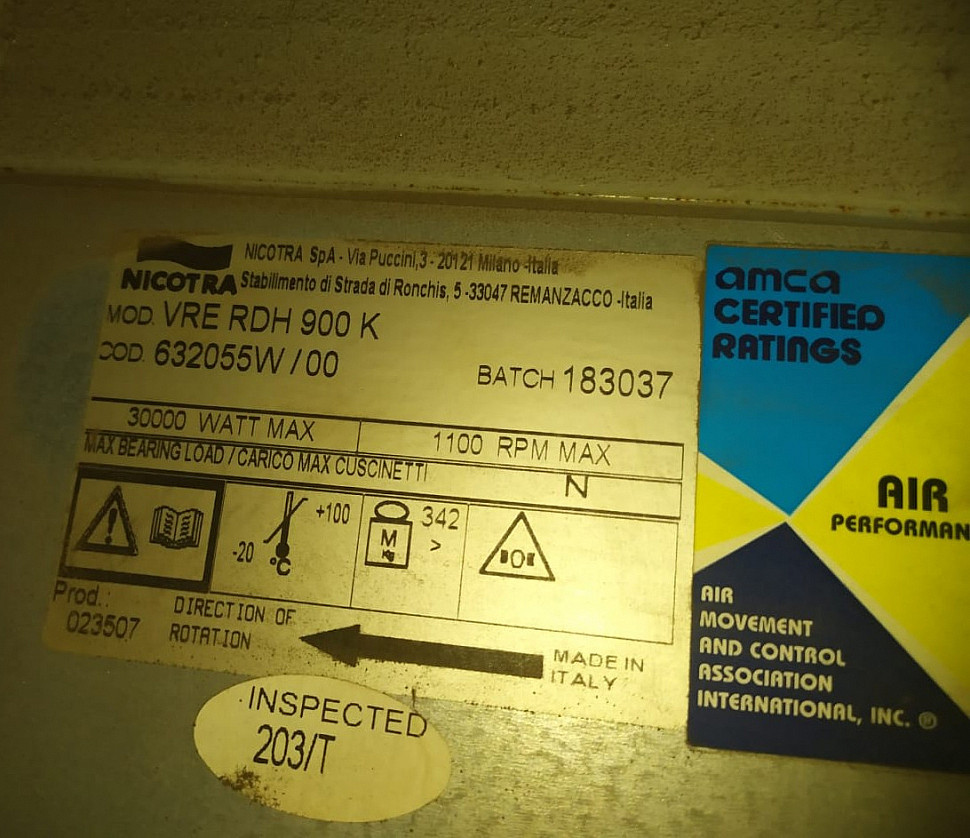 NICOTRA
NICOTRA SpA - Via Puccini,3 - 20121 Milano -Italia
Stabilimento di Strada di Ronchis, 5 -33047 REMANZACCO -Italia
MOD. VRE RDH 900 K
COD. 632055W / 00
BATCH 183037
30000 WATT MAX
1100 RPM MAX
MAX BEARING LOAD / CARICO MAX CUSCINETTI
N
-20 +100
°C
M
Kg
342
>
Prod.:
023507
DIRECTION OF
ROTATION
MADE IN
ITALY
INSPECTED
203/T
amca
CERTIFIED
RATINGS
AIR
PERFORMAN
AIR
MOVEMENT
AND CONTROL
ASSOCIATION
INTERNATIONAL, INC. ®